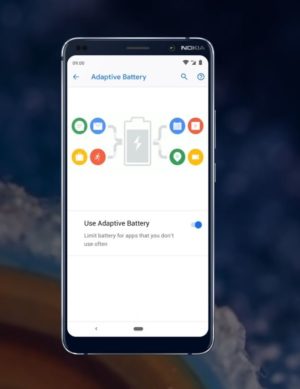 NOKIA
09:00
Adaptive Battery
Use Adaptive Battery
Limit battery for apps that you don't
use often